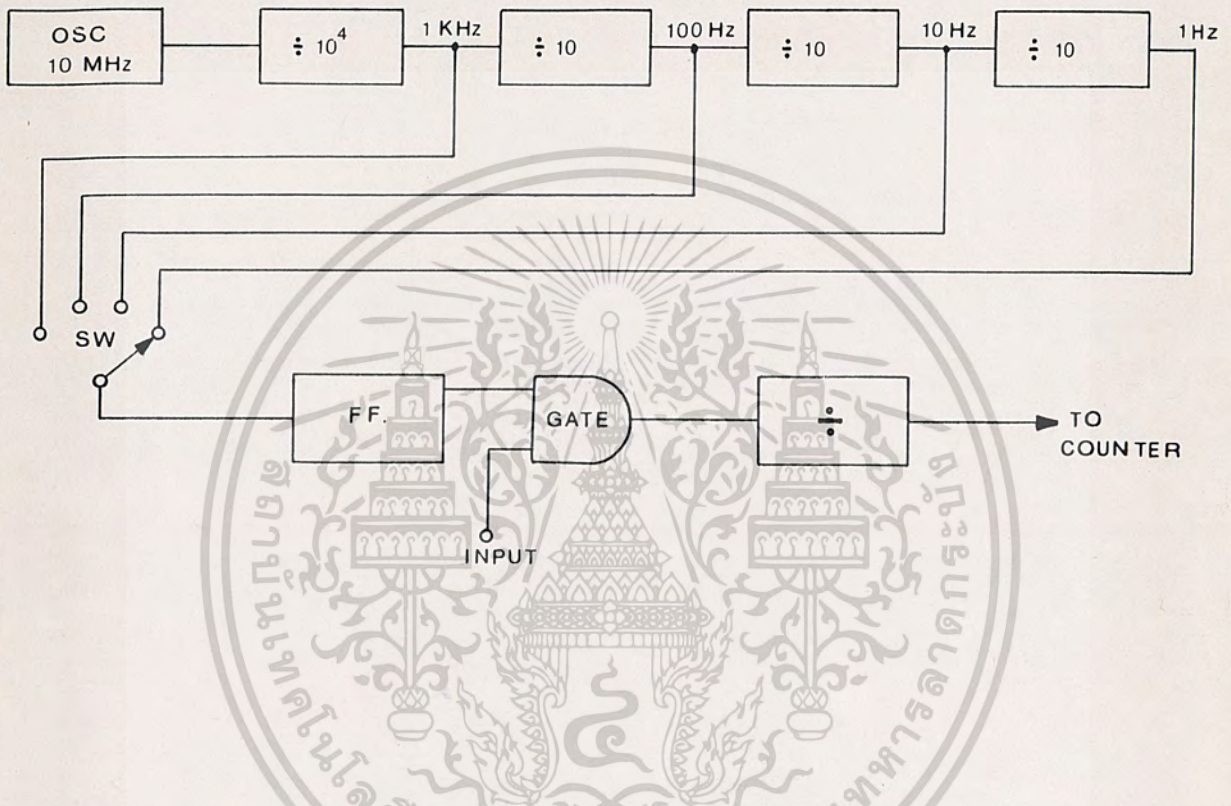 OSC
10 MHz
÷ 10⁴
1 KHz
÷ 10
100 Hz
÷ 10
10 Hz
÷ 10
1 Hz
SW
FF.
GATE
÷
TO
COUNTER
INPUT